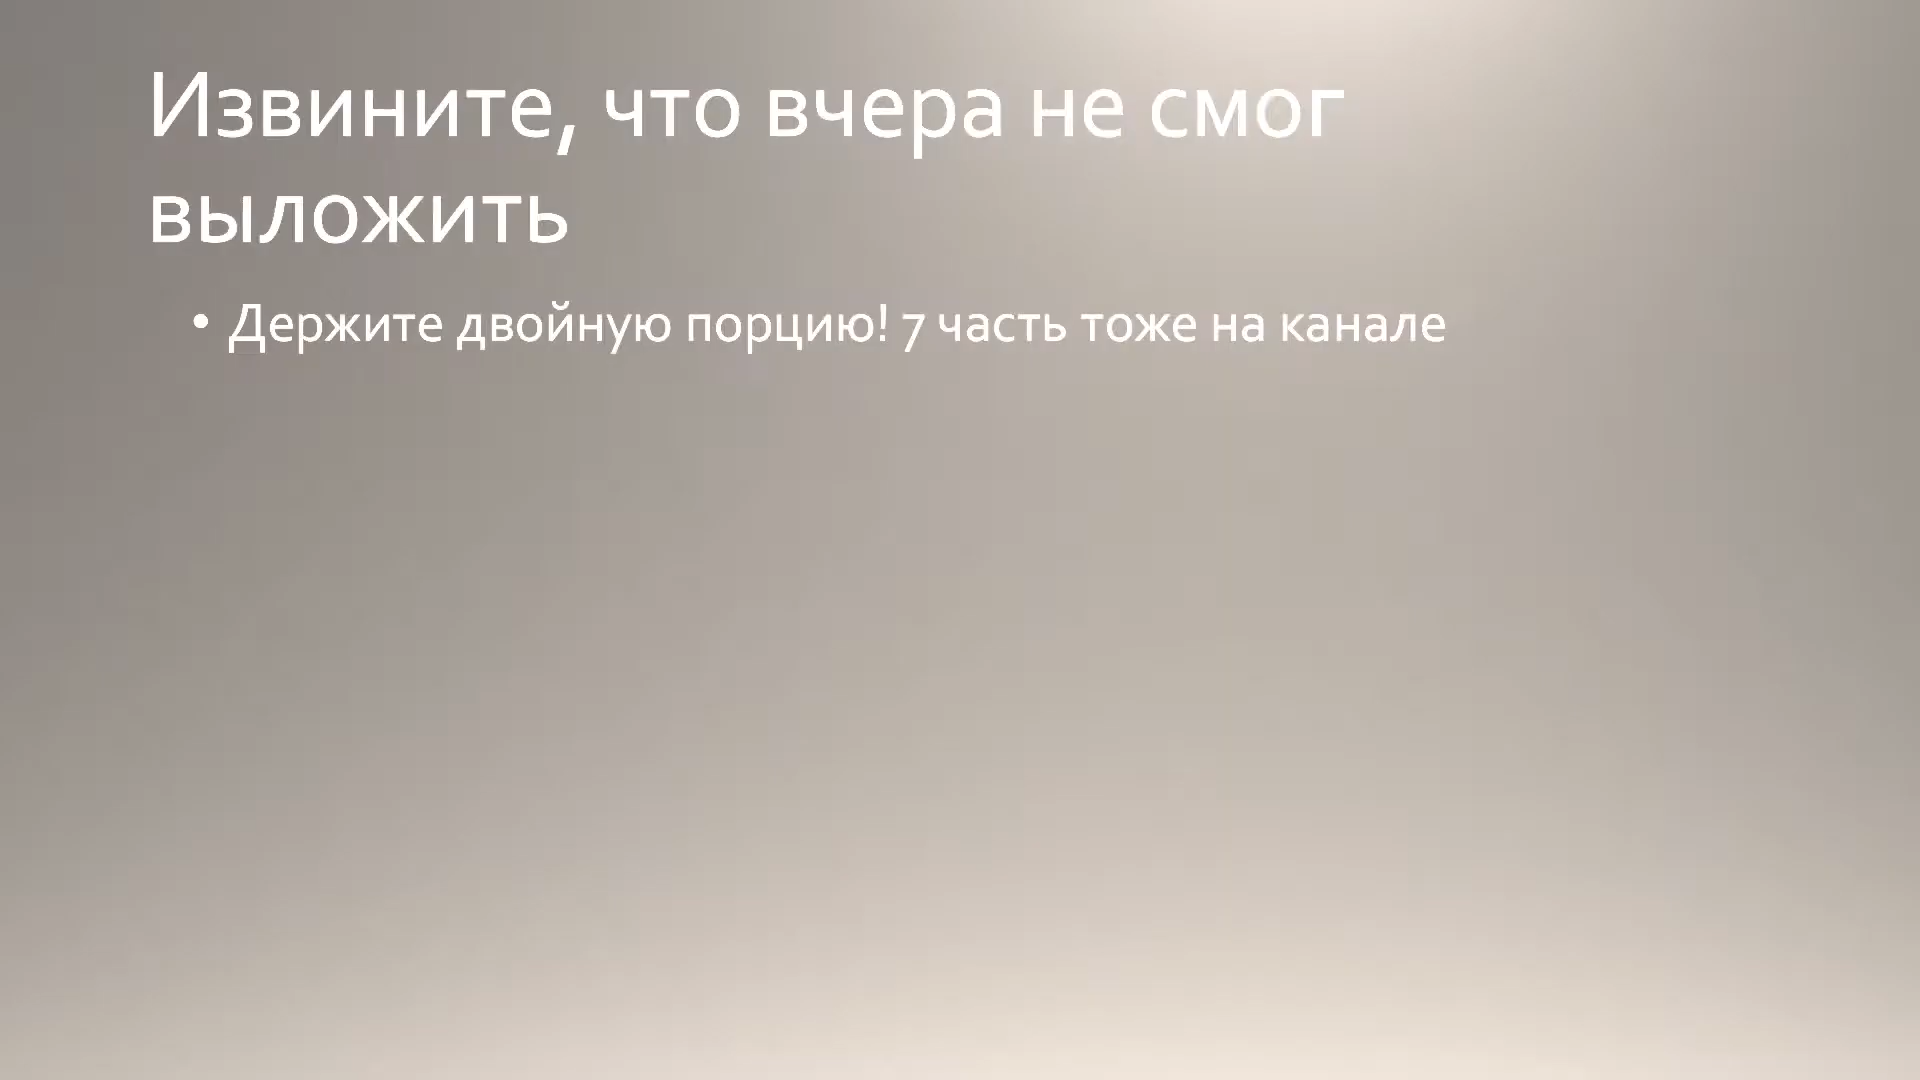 Извините, что вчера не смог
выложить
• Держите двойную порцию! 7 часть тоже на канале